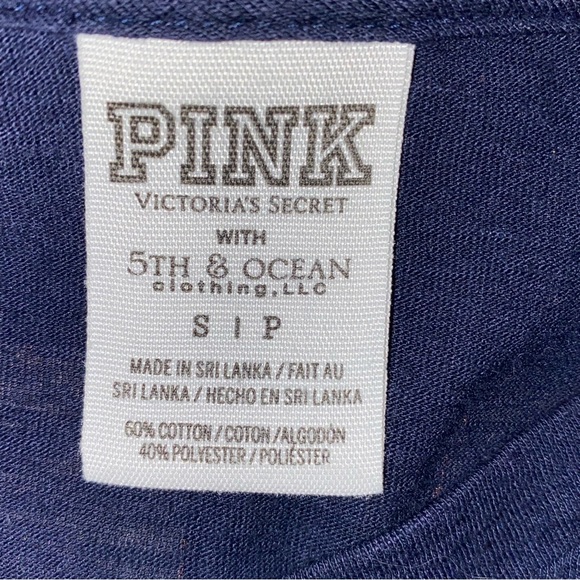 PINK
VICTORIA'S SECRET
WITH
5TH & OCEAN
clothing, LLC
S | P
MADE IN SRI LANKA / FAIT AU
SRI LANKA / HECHO EN SRI LANKA
60% COTTON / COTON / ALGODÓN
40% POLYESTER / POLIÉSTER